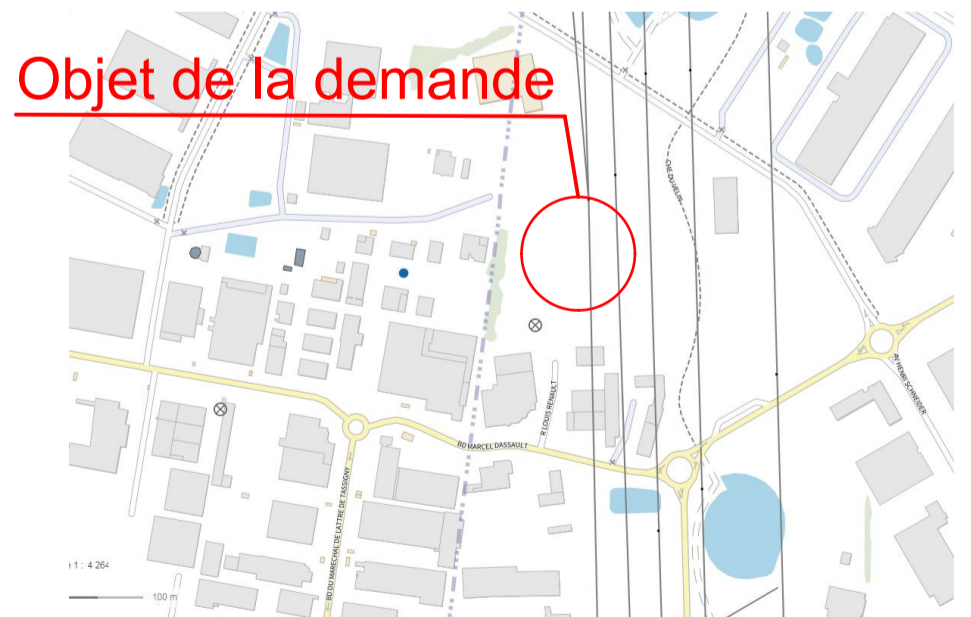 Objet de la demande
CHE DU VELIN
AV HENRI SCHNEIDER
R LOUIS RENAULT
BD MARCEL DASSAULT
BD DU MARECHAL DE LATTRE DE TASSIGNY
1 : 4 264
100 m